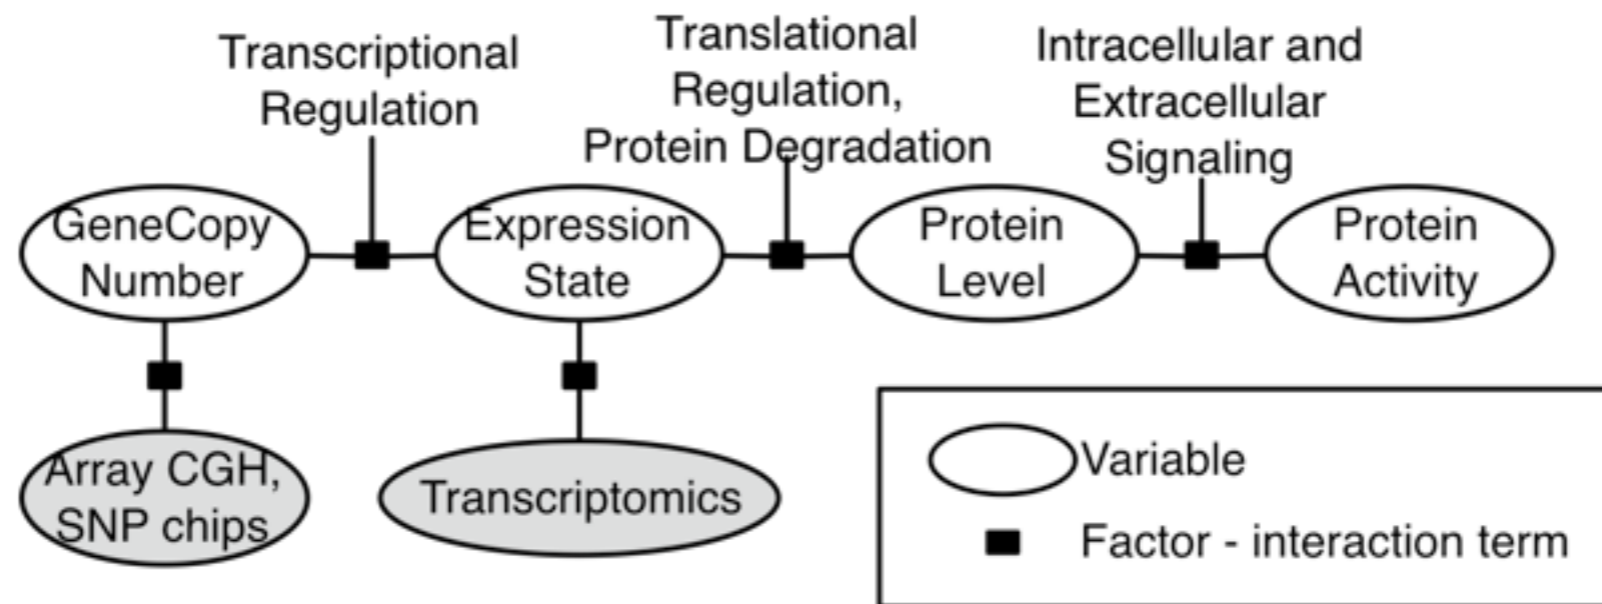 Transcriptional
Regulation
Translational
Regulation,
Protein Degradation
Intracellular and
Extracellular
Signaling
GeneCopy
Number
Expression
State
Protein
Level
Protein
Activity
Array CGH,
SNP chips
Transcriptomics
Variable
Factor - interaction term